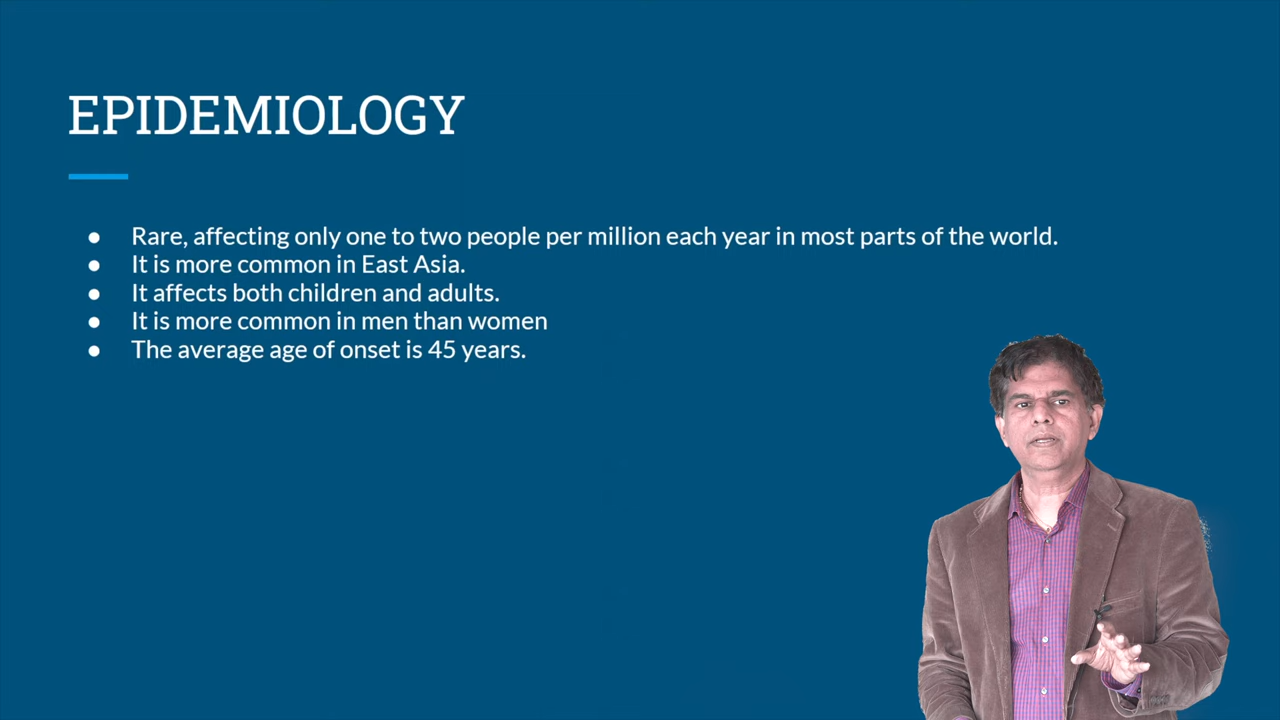 EPIDEMIOLOGY
● Rare, affecting only one to two people per million each year in most parts of the world.
● It is more common in East Asia.
● It affects both children and adults.
● It is more common in men than women
● The average age of onset is 45 years.